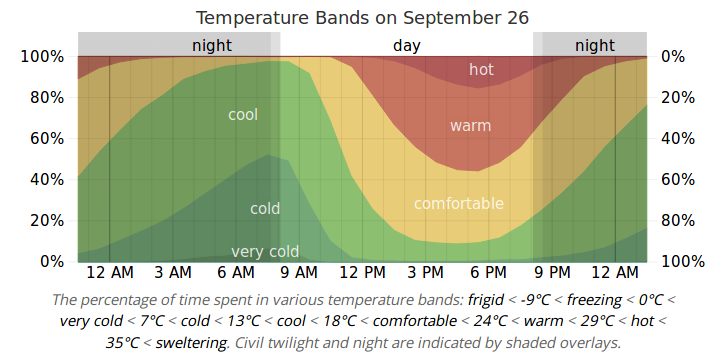 Temperature Bands on September 26
night day night
100% 0%
hot
80% 20%
cool
warm
60% 40%
40% 60%
comfortable
cold
20% 80%
very cold
0% 100%
12 AM 3 AM 6 AM 9 AM 12 PM 3 PM 6 PM 9 PM 12 AM
The percentage of time spent in various temperature bands: frigid < -9°C < freezing < 0°C <
very cold < 7°C < cold < 13°C < cool < 18°C < comfortable < 24°C < warm < 29°C < hot <
35°C < sweltering. Civil twilight and night are indicated by shaded overlays.